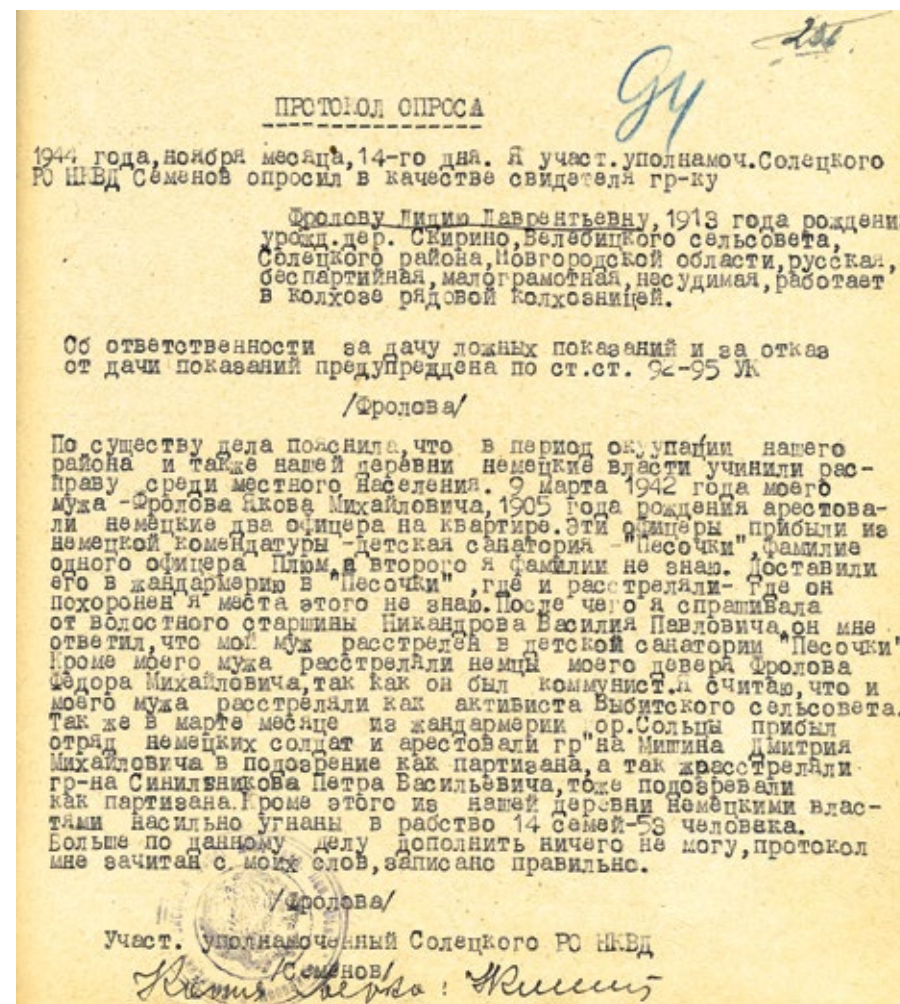 94
ПРОТОКОЛ ОПРОСА
1944 года, ноября месяца, 14-го дня. Я участ.уполнамоч.Солецкого
РО НКВД Семенов опросил в качестве свидетеля гр-ку
Фролову Лидию Лаврентьевну, 1913 года рождения
урожд.дер. Скирино, Велебицкого сельсовета,
Солецкого района, Новгородской области, русская,
беспартийная, малограмотная, несудимая, работает
в колхозе рядовой колхозницей.
Об ответственности за дачу ложных показаний и за отказ
от дачи показаний предупреждена по ст.ст. 92-95 УК
/Фролова/
По существу дела пояснила, что в период окуупации нашего
района и также нашей деревни немецкие власти учинили рас-
праву среди местного населения. 9 марта 1942 года моего
мужа -Фролова Якова Михайловича, 1905 года рождения арестова-
ли немецкие два офицера на квартире. Эти офицеры прибыли из
немецкой комендатуры -детская санатория -"Песочки", фамилие
одного офицера Плюм, а второго я фамилии не знаю. Доставили
его в жандармерию в "Песочки" , где и расстреляли- где он
похоронен я места этого не знаю. После чего я спрашивала
от волостного старшины Никандрова Василия Павловича, он мне
ответил, что мой муж расстрелен в детской санатории "Песочки"
Кроме моего мужа расстреляли немцы моего девера Фролова
Федора Михайловича, так как он был коммунист. Я считаю, что и
моего мужа расстреляли как активиста Выбитского сельсовета.
Так же в марте месяце из жандармерии гор.Сольцы прибыл
отряд немецких солдат и арестовали гр"на Мишина Дмитрия
Михайловича в подозрение как партизана, а так жрасстреляли
гр-на Синильникова Петра Васильевича, тоже подозревали
как партизана. Кроме этого из нашей деревни немецкими влас-
тями насильно угнаны в рабство 14 семей-53 человека.
Больше по данному делу дополнить ничего не могу, протокол
мне зачитан с моих слов, записано правильно.
/Фролова/
Участ. уполнамоченный Солецкого РО НКВД
/Семенов/
Копия верна: